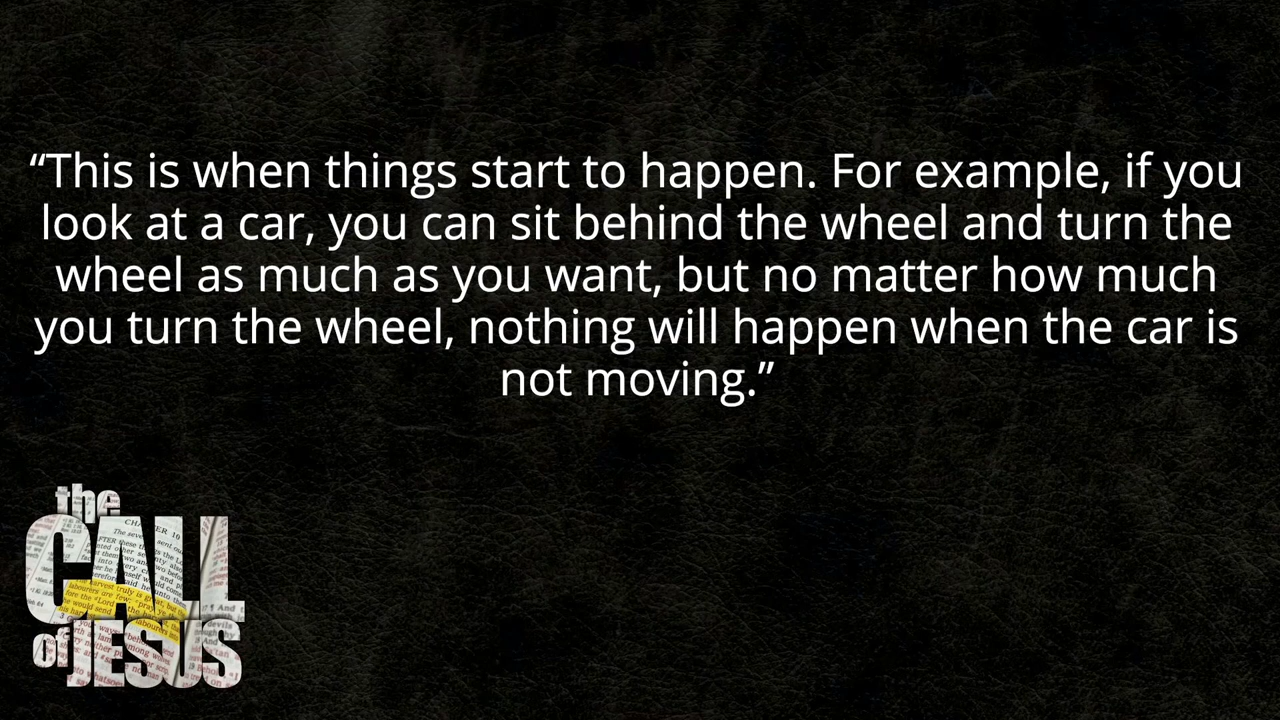 “This is when things start to happen. For example, if you
look at a car, you can sit behind the wheel and turn the
wheel as much as you want, but no matter how much
you turn the wheel, nothing will happen when the car is
not moving.”
the
CALL
of JESUS